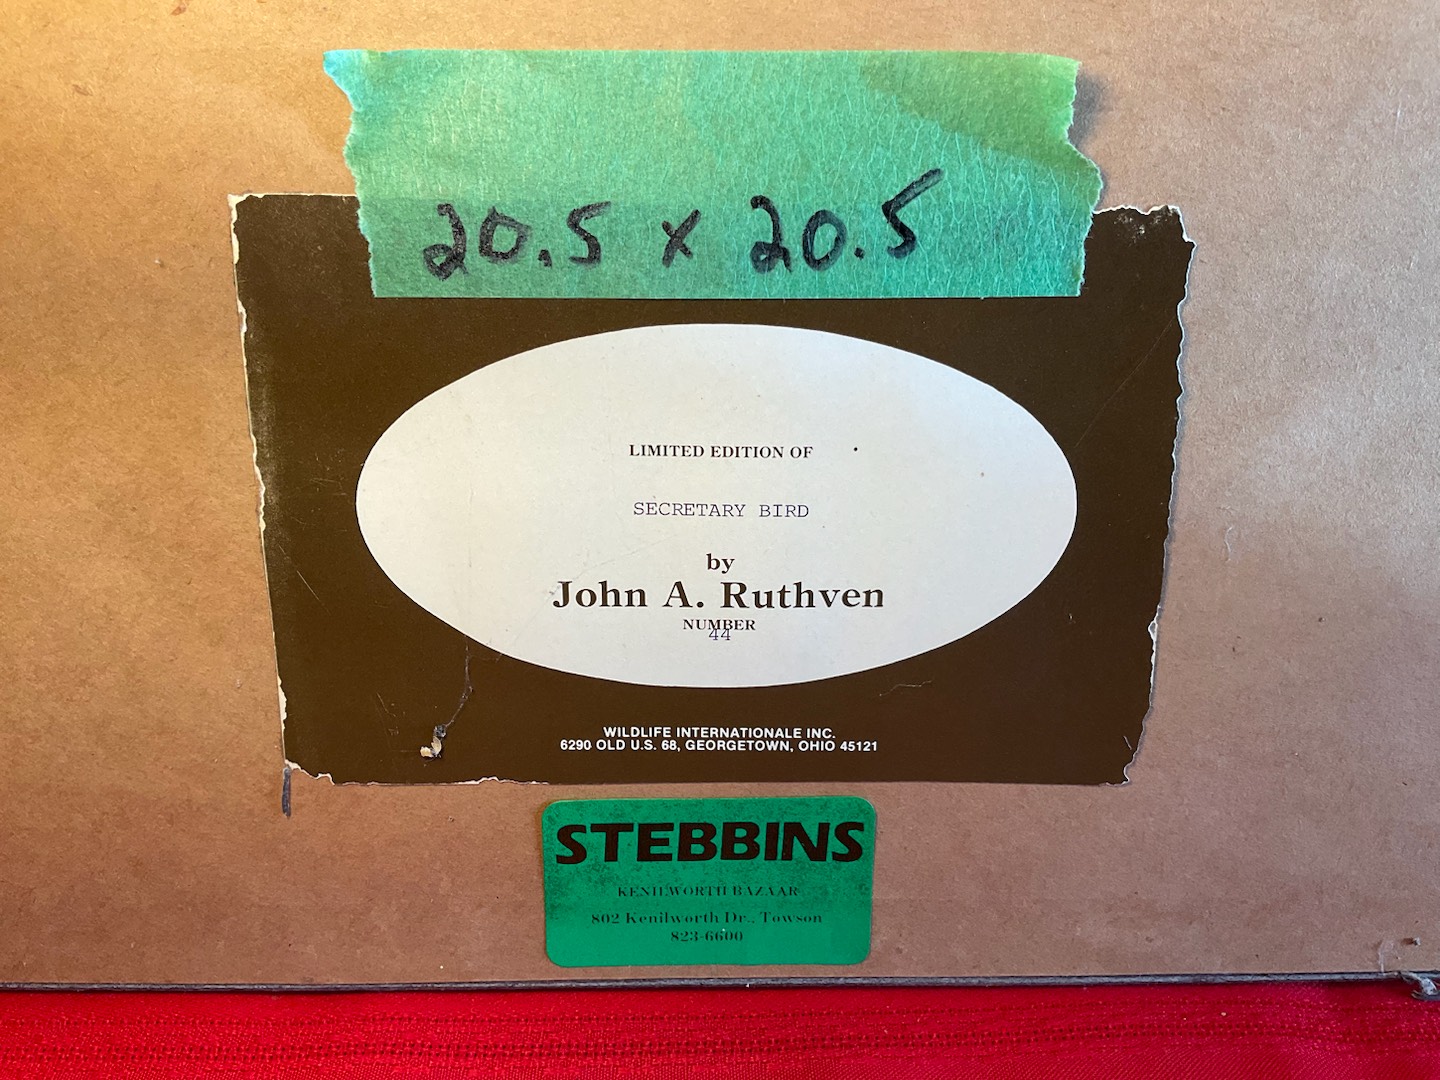 20.5 x 20.5
LIMITED EDITION OF
SECRETARY BIRD
by
John A. Ruthven
NUMBER
44
WILDLIFE INTERNATIONALE INC.
6290 OLD U.S. 68, GEORGETOWN, OHIO 45121
STEBBINS
KENILWORTH BAZAAR
802 Kenilworth Dr., Towson
823-6600